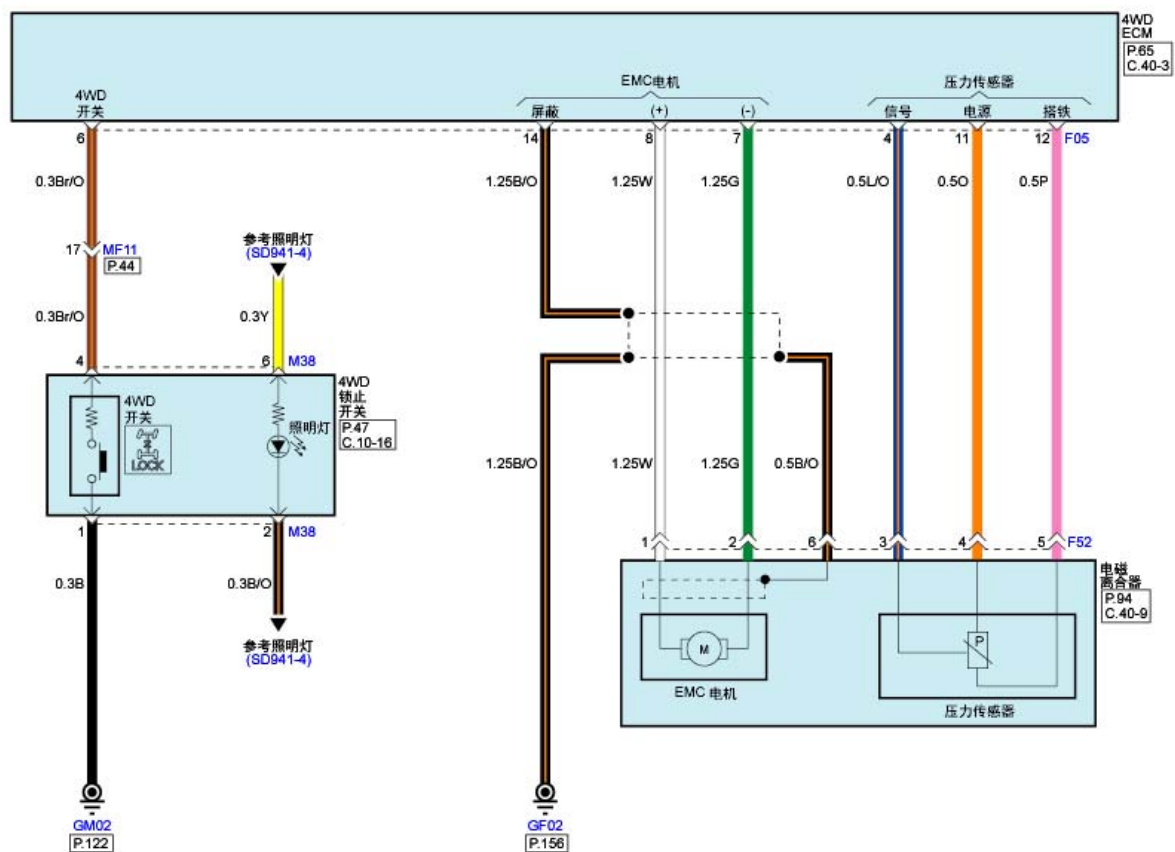 4WD
ECM
P.65
C.40-3
EMC电机
压力传感器
4WD
开关
屏蔽
(+)
(-)
信号
电源
搭铁
6
14
8
7
4
11
12
F05
0.3Br/O
1.25B/O
1.25W
1.25G
0.5L/O
0.5O
0.5P
17
MF11
P.44
参考照明灯
(SD941-4)
0.3Br/O
0.3Y
4
6
M38
4WD
开关
LOCK
照明灯
4WD
锁止
开关
P.47
C.10-16
1.25B/O
1.25W
1.25G
0.5B/O
1
2
M38
1
2
6
3
4
5
F52
0.3B
0.3B/O
参考照明灯
(SD941-4)
M
EMC 电机
P
压力传感器
电磁
离合器
P.94
C.40-9
GM02
P.122
GF02
P.156